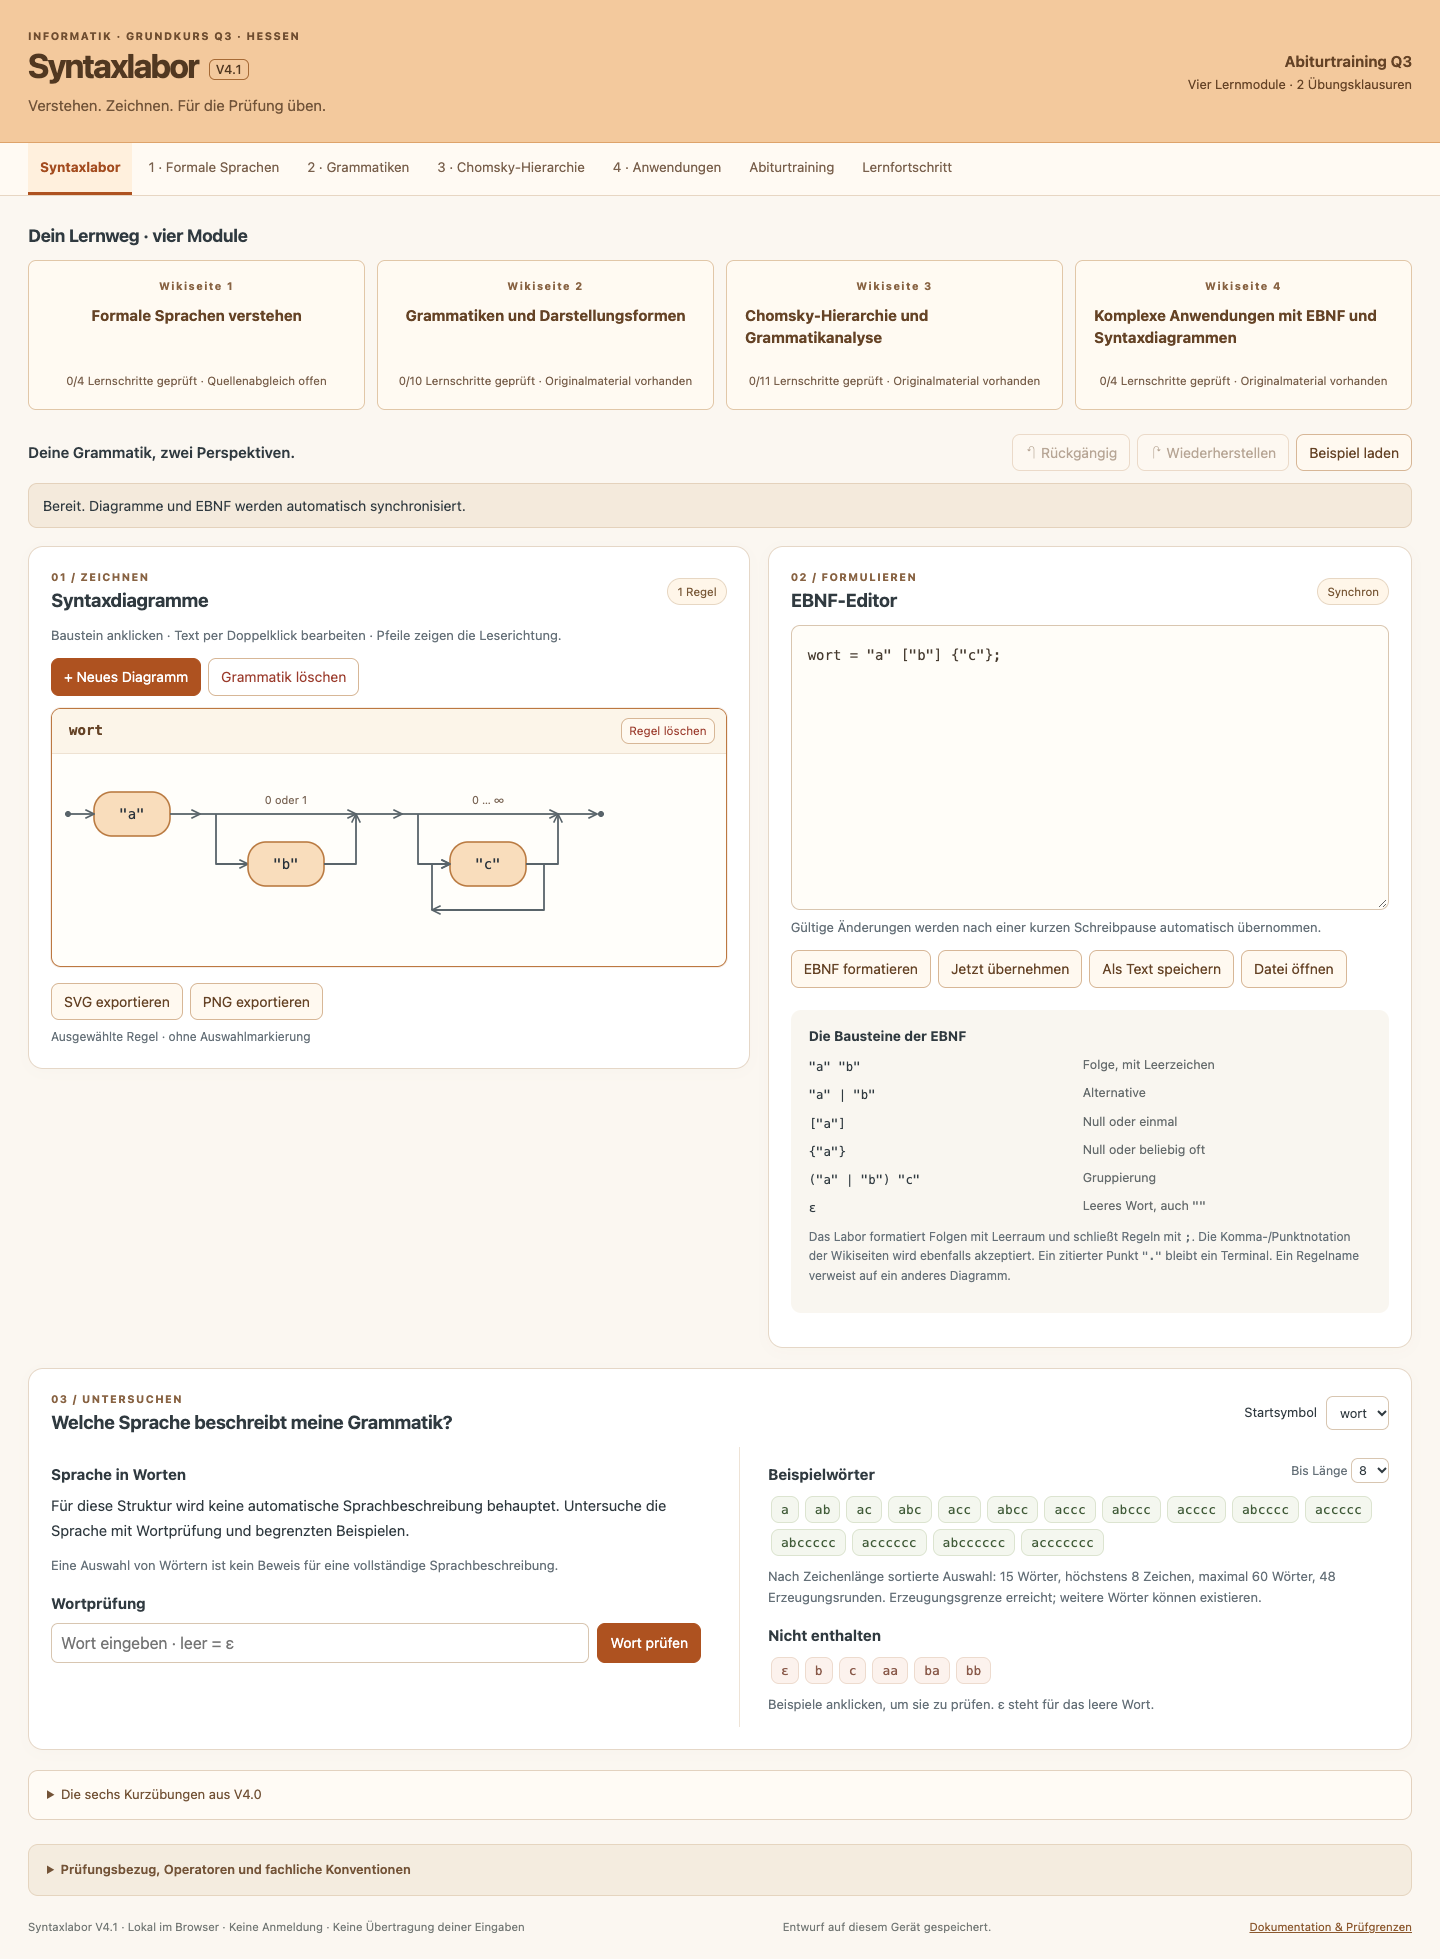 INFORMATIK · GRUNDKURS Q3 · HESSEN
Syntaxlabor V4.1
Verstehen. Zeichnen. Für die Prüfung üben.
Abiturtraining Q3
Vier Lernmodule · 2 Übungsklausuren
Syntaxlabor 1 · Formale Sprachen 2 · Grammatiken 3 · Chomsky-Hierarchie 4 · Anwendungen Abiturtraining Lernfortschritt
Dein Lernweg · vier Module
Wikiseite 1
Formale Sprachen verstehen
0/4 Lernschritte geprüft · Quellenabgleich offen
Wikiseite 2
Grammatiken und Darstellungsformen
0/10 Lernschritte geprüft · Originalmaterial vorhanden
Wikiseite 3
Chomsky-Hierarchie und
Grammatikanalyse
0/11 Lernschritte geprüft · Originalmaterial vorhanden
Wikiseite 4
Komplexe Anwendungen mit EBNF und
Syntaxdiagrammen
0/4 Lernschritte geprüft · Originalmaterial vorhanden
Deine Grammatik, zwei Perspektiven.
Rückgängig Wiederherstellen Beispiel laden
Bereit. Diagramme und EBNF werden automatisch synchronisiert.
01 / ZEICHNEN
Syntaxdiagramme
1 Regel
Baustein anklicken · Text per Doppelklick bearbeiten · Pfeile zeigen die Leserichtung.
+ Neues Diagramm Grammatik löschen
wort Regel löschen
0 oder 1 0 … ∞
"a"
"b" "c"
SVG exportieren PNG exportieren
Ausgewählte Regel · ohne Auswahlmarkierung
02 / FORMULIEREN
EBNF-Editor
Synchron
wort = "a" ["b"] {"c"};
Gültige Änderungen werden nach einer kurzen Schreibpause automatisch übernommen.
EBNF formatieren Jetzt übernehmen Als Text speichern Datei öffnen
Die Bausteine der EBNF
"a" "b" Folge, mit Leerzeichen
"a" | "b" Alternative
["a"] Null oder einmal
{"a"} Null oder beliebig oft
("a" | "b") "c" Gruppierung
ε Leeres Wort, auch ""
Das Labor formatiert Folgen mit Leerraum und schließt Regeln mit ;. Die Komma-/Punktnotation
der Wikiseiten wird ebenfalls akzeptiert. Ein zitierter Punkt "." bleibt ein Terminal. Ein Regelname
verweist auf ein anderes Diagramm.
03 / UNTERSUCHEN
Welche Sprache beschreibt meine Grammatik?
Startsymbol wort
Sprache in Worten
Für diese Struktur wird keine automatische Sprachbeschreibung behauptet. Untersuche die
Sprache mit Wortprüfung und begrenzten Beispielen.
Eine Auswahl von Wörtern ist kein Beweis für eine vollständige Sprachbeschreibung.
Wortprüfung
Wort eingeben · leer = ε Wort prüfen
Beispielwörter
Bis Länge 8
a ab ac abc acc abcc accc abccc acccc abcccc accccc
abccccc acccccc abcccccc accccccc
Nach Zeichenlänge sortierte Auswahl: 15 Wörter, höchstens 8 Zeichen, maximal 60 Wörter, 48
Erzeugungsrunden. Erzeugungsgrenze erreicht; weitere Wörter können existieren.
Nicht enthalten
ε b c aa ba bb
Beispiele anklicken, um sie zu prüfen. ε steht für das leere Wort.
Die sechs Kurzübungen aus V4.0
Prüfungsbezug, Operatoren und fachliche Konventionen
Syntaxlabor V4.1 · Lokal im Browser · Keine Anmeldung · Keine Übertragung deiner Eingaben
Entwurf auf diesem Gerät gespeichert.
Dokumentation & Prüfgrenzen